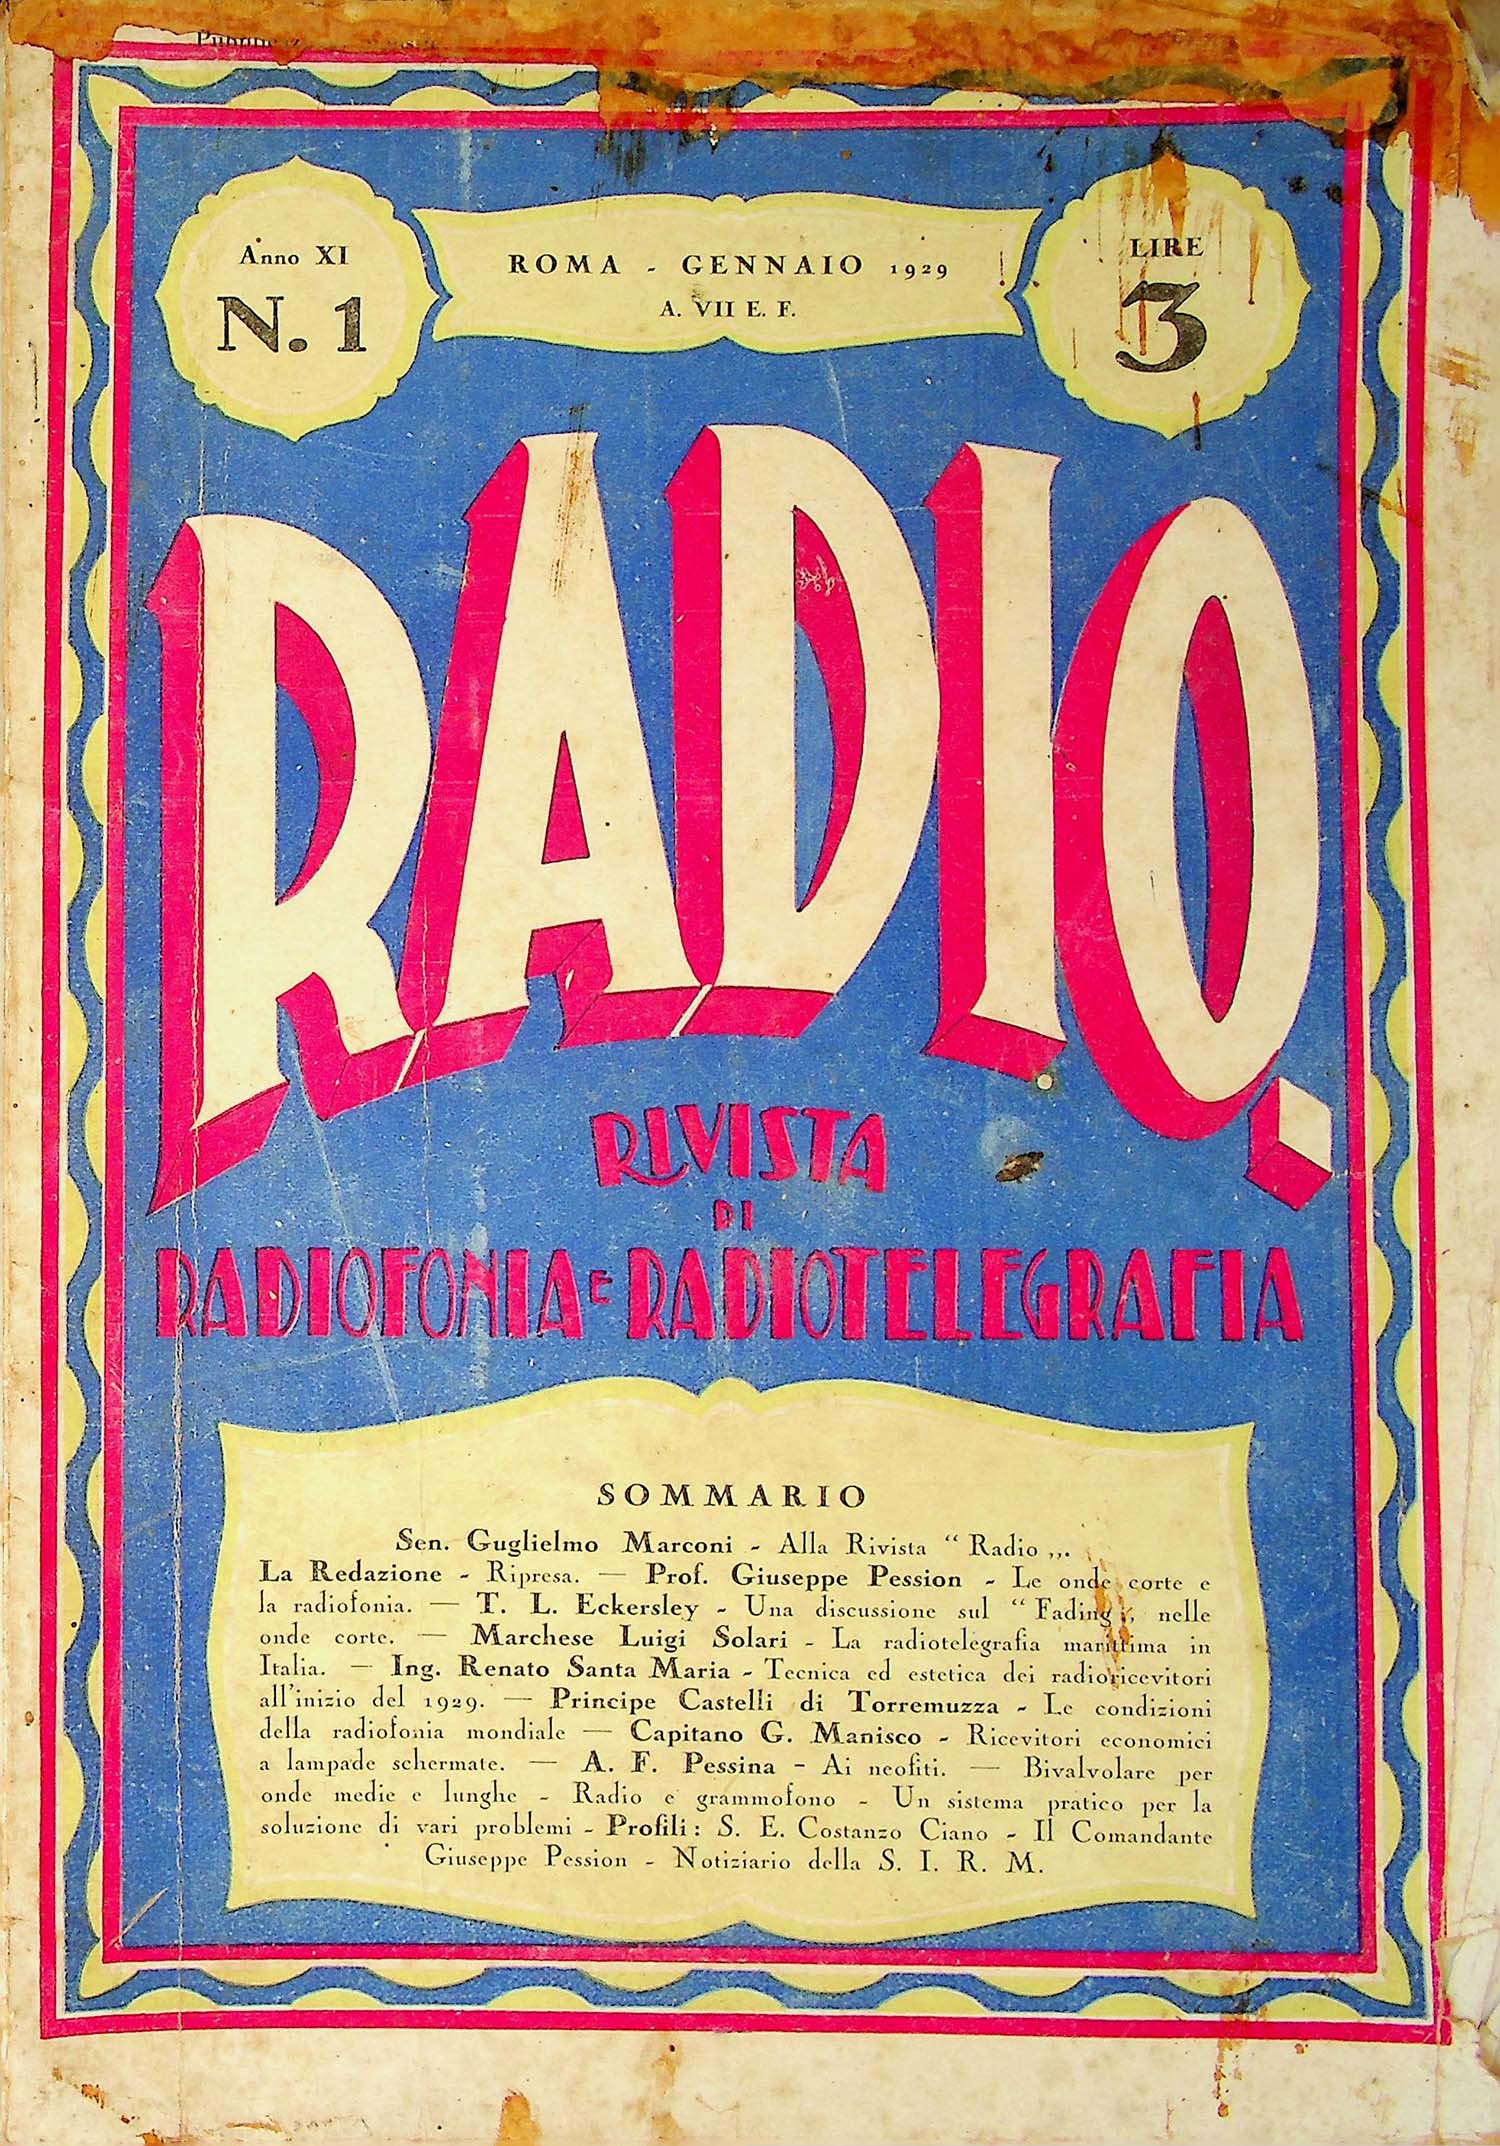 Anno XI
N. 1
ROMA - GENNAIO 1929
A. VII E. F.
LIRE
3
RADIO.
RIVISTA
DI
RADIOFONIA E RADIOTELEGRAFIA
SOMMARIO
Sen. Guglielmo Marconi - Alla Rivista “ Radio „.
La Redazione - Ripresa. — Prof. Giuseppe Pession - Le onde corte e
la radiofonia. — T. L. Eckersley - Una discussione sul “ Fading „ nelle
onde corte. — Marchese Luigi Solari - La radiotelegrafia marittima in
Italia. — Ing. Renato Santa Maria - Tecnica ed estetica dei radioricevitori
all'inizio del 1929. — Principe Castelli di Torremuzza - Le condizioni
della radiofonia mondiale — Capitano G. Manisco - Ricevitori economici
a lampade schermate. — A. F. Pessina - Ai neofiti. — Bivalvolare per
onde medie e lunghe - Radio e grammofono - Un sistema pratico per la
soluzione di vari problemi - Profili : S. E. Costanzo Ciano - Il Comandante
Giuseppe Pession - Notiziario della S. I. R. M.